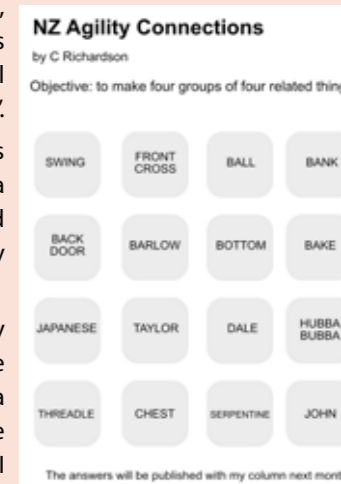 NZ Agility Connections
by C Richardson
Objective: to make four groups of four related thing
SWING
FRONT CROSS
BALL
BANK
BACK DOOR
BARLOW
BOTTOM
BAKE
JAPANESE
TAYLOR
DALE
HUBBA BUBBA
THREADLE
CHEST
SERPENTINE
JOHN
The answers will be published with my column next mont